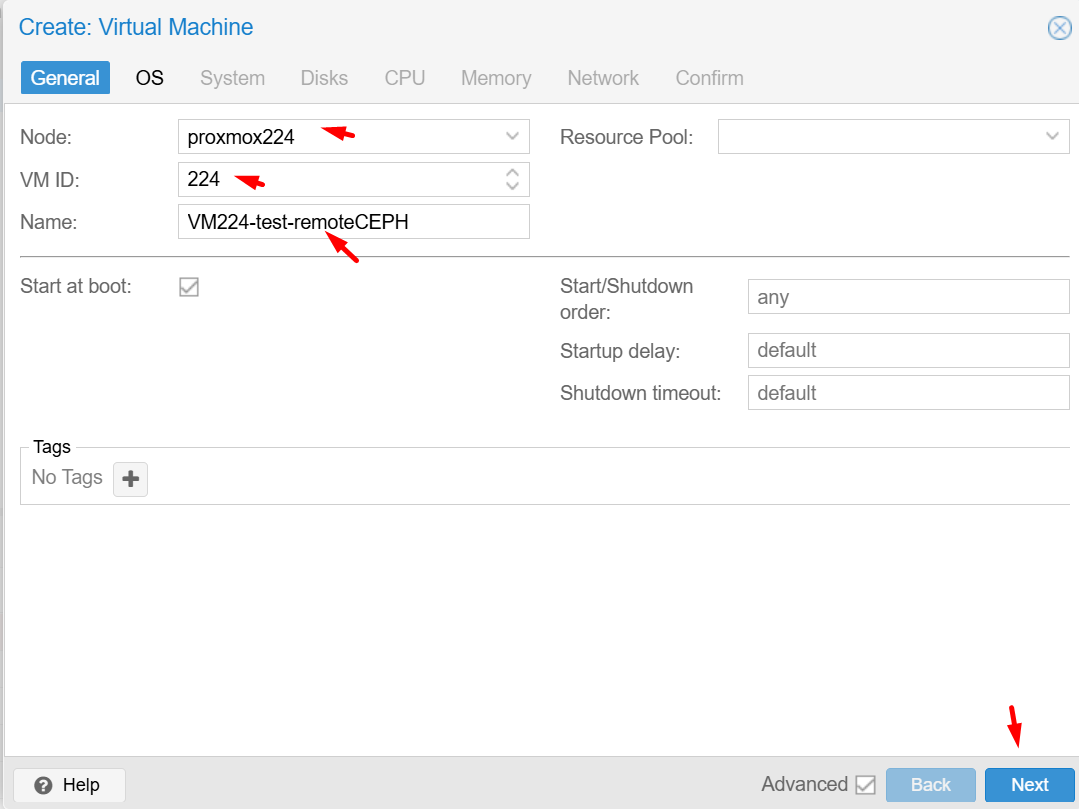 Create: Virtual Machine
General OS System Disks CPU Memory Network Confirm
Node: proxmox224 Resource Pool:
VM ID: 224
Name: VM224-test-remoteCEPH
Start at boot: Start/Shutdown
order: any
Startup delay: default
Shutdown timeout: default
Tags
No Tags
Help Advanced Back Next